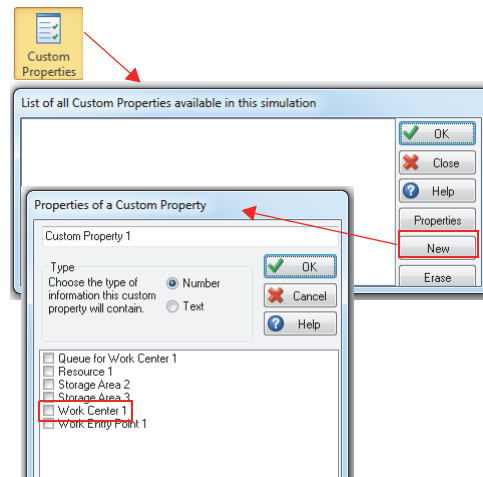 Custom
Properties
List of all Custom Properties available in this simulation
OK
Close
Help
Properties
New
Erase
Properties of a Custom Property
Custom Property 1
Type
Choose the type of
information this custom
property will contain.
Number
Text
OK
Cancel
Help
Queue for Work Center 1
Resource 1
Storage Area 2
Storage Area 3
Work Center 1
Work Entry Point 1